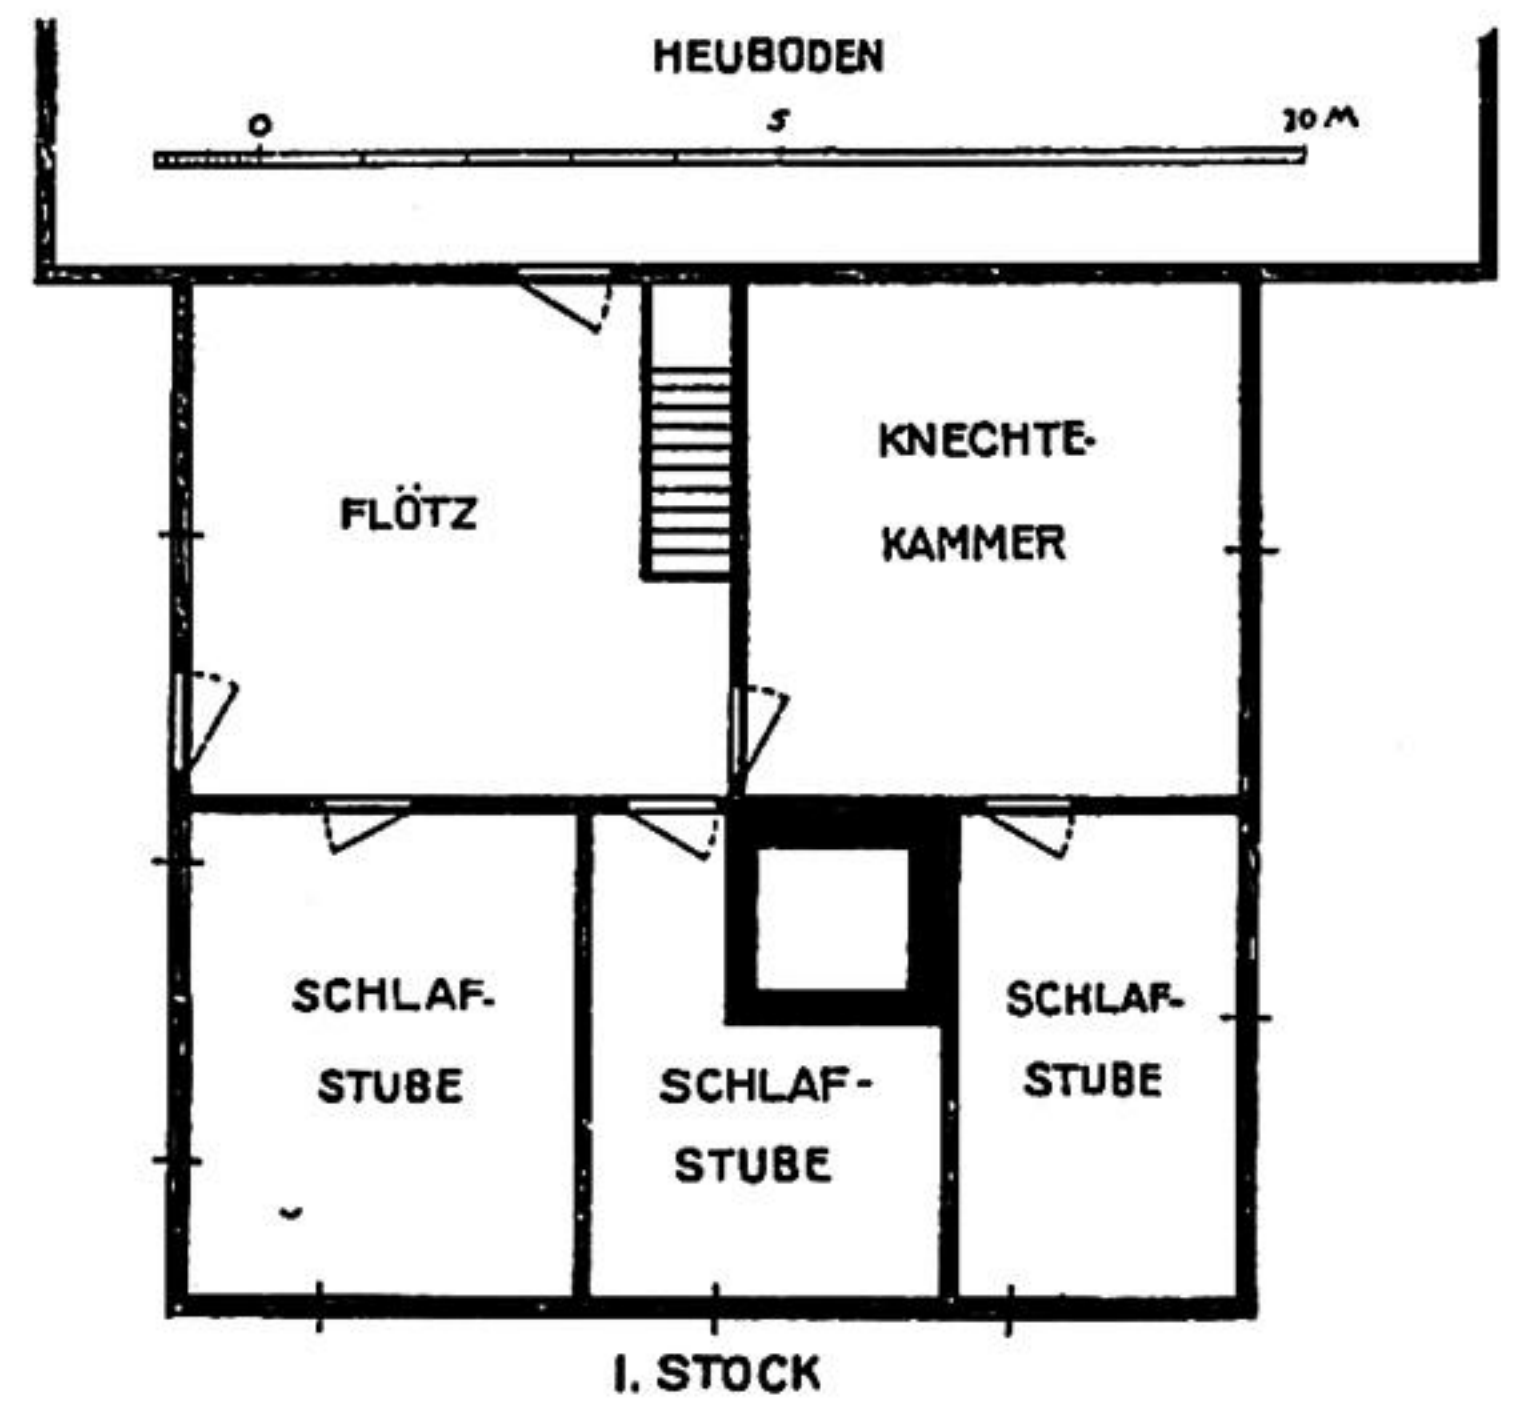 HEUBODEN
0 5 10 M
KNECHTE-
FLÖTZ
KAMMER
SCHLAF-
STUBE
SCHLAF-
STUBE
SCHLAF-
STUBE
I. STOCK